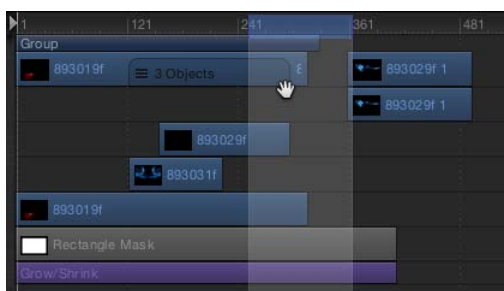 1 121 241 361 481
Group
893019f 3 Objects 893029f 1
893029f 1
893029f
893031f
893019f
Rectangle Mask
Grow/Shrink